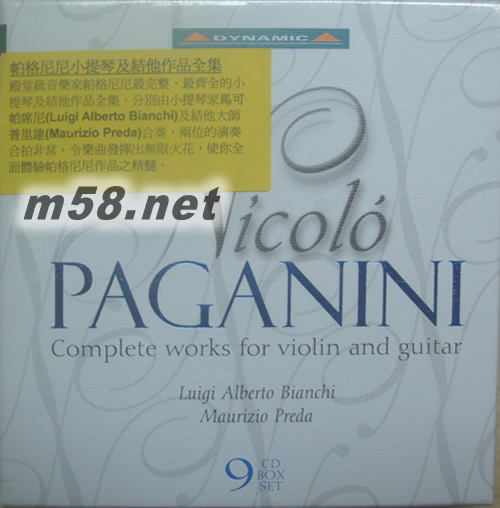 DYNAMIC
帕格尼尼小提琴及結他作品全集
殿堂級音樂家帕格尼尼最完整、最齊全的小
提琴及結他作品全集，分別由小提琴家馬可
帕席尼(Luigi Alberto Bianchi)及結他大師
普里達(Maurizio Preda)合奏，兩位的演奏
合拍非常，令樂曲發揮出無限火花，使你全
面體驗帕格尼尼作品之精髓。
m58.net
Nicoló
PAGANINI
Complete works for violin and guitar
Luigi Alberto Bianchi
Maurizio Preda
9 CD
BOX
SET